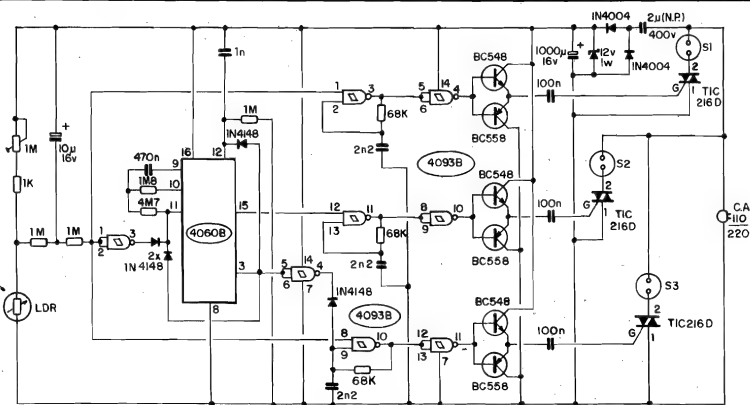 1N4004
2µ(N.P.)
400v
1n
BC548
1000µ
16v
12v
1w
1N4004
S1
2
G
1
TIC
216D
100n
1
2
3
5
6
14
4
68K
2n2
BC558
1M
1N4148
1M
10µ
16v
+
+
1K
16
12
470n
9
1M8
10
4M7
11
4060B
15
3
8
4093B
BC548
S2
2
G
1
TIC
216D
100n
12
13
11
8
9
10
68K
2n2
BC558
C.A
110
220
1M
1M
1
2
3
2x
1N4148
14
5
6
4
7
LDR
1N4148
4093B
BC548
S3
2
G
1
TIC216D
100n
8
9
10
12
13
11
7
68K
2n2
BC558